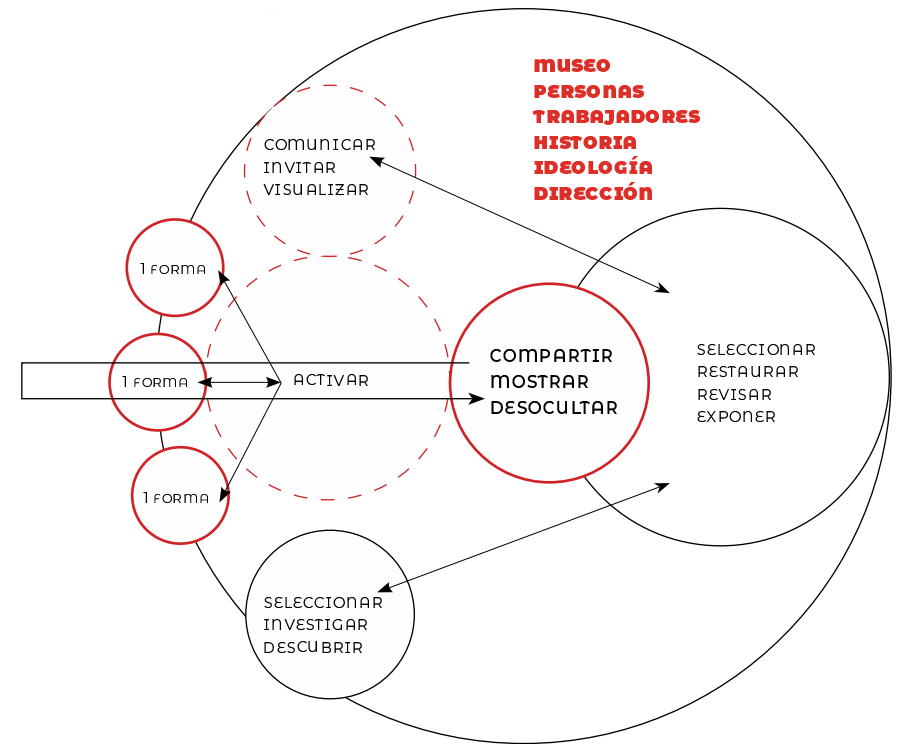 MUSEO
PERSONAS
TRABAJADORES
HISTORIA
IDEOLOGÍA
DIRECCIÓN
COMUNICAR
INVITAR
VISUALIZAR
1 FORMA
1 FORMA
1 FORMA
ACTIVAR
COMPARTIR
MOSTRAR
DESOCULTAR
SELECCIONAR
RESTAURAR
REVISAR
EXPONER
SELECCIONAR
INVESTIGAR
DESCUBRIR